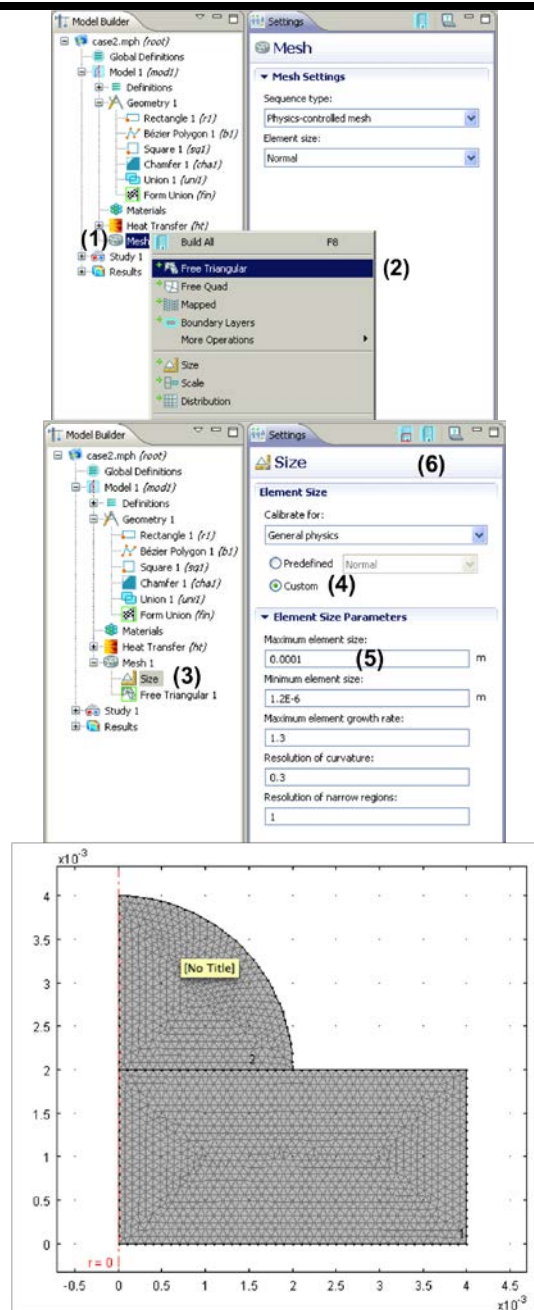 Model Builder
case2.mph (root)
Global Definitions
Model 1 (mod1)
Definitions
Geometry 1
Rectangle 1 (r1)
Bézier Polygon 1 (b1)
Square 1 (sq1)
Chamfer 1 (cha1)
Union 1 (uni1)
Form Union (fin)
Materials
Heat Transfer (ht)
(1) Mesh
Study 1
Results
Settings
Mesh
Mesh Settings
Sequence type:
Physics-controlled mesh
Element size:
Normal
Build All F8
Free Triangular (2)
Free Quad
Mapped
Boundary Layers
More Operations
Size
Scale
Distribution
Model Builder
case2.mph (root)
Global Definitions
Model 1 (mod1)
Definitions
Geometry 1
Rectangle 1 (r1)
Bézier Polygon 1 (b1)
Square 1 (sq1)
Chamfer 1 (cha1)
Union 1 (uni1)
Form Union (fin)
Materials
Heat Transfer (ht)
Mesh 1
Size (3)
Free Triangular 1
Study 1
Results
Settings
Size (6)
Element Size
Calibrate for:
General physics
Predefined Normal
Custom (4)
Element Size Parameters
Maximum element size:
0.0001 (5) m
Minimum element size:
1.2E-6 m
Maximum element growth rate:
1.3
Resolution of curvature:
0.3
Resolution of narrow regions:
1
x10^-3
4
3.5
3
[No Title]
2.5
2
2
1.5
1
0.5
1
0
r = 0
-0.5 0 0.5 1 1.5 2 2.5 3 3.5 4 4.5
x10^-3